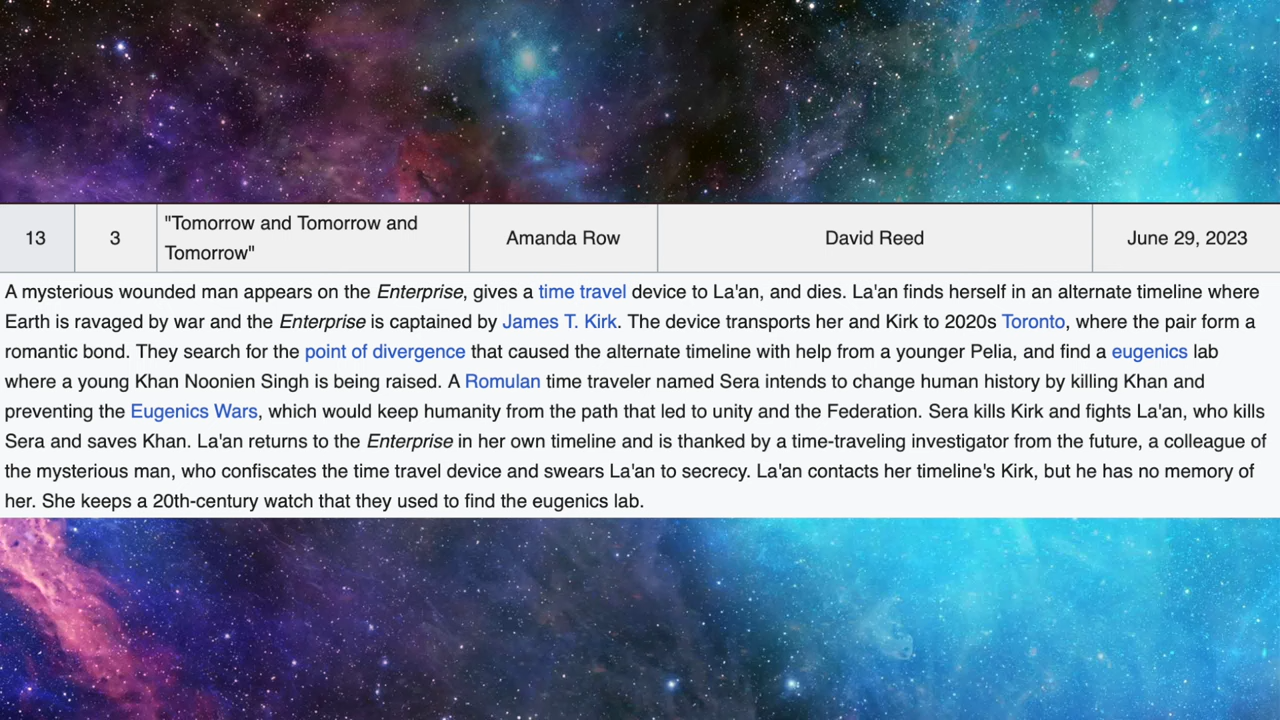 13 3 "Tomorrow and Tomorrow and Tomorrow" Amanda Row David Reed June 29, 2023
A mysterious wounded man appears on the Enterprise, gives a time travel device to La'an, and dies. La'an finds herself in an alternate timeline where
Earth is ravaged by war and the Enterprise is captained by James T. Kirk. The device transports her and Kirk to 2020s Toronto, where the pair form a
romantic bond. They search for the point of divergence that caused the alternate timeline with help from a younger Pelia, and find a eugenics lab
where a young Khan Noonien Singh is being raised. A Romulan time traveler named Sera intends to change human history by killing Khan and
preventing the Eugenics Wars, which would keep humanity from the path that led to unity and the Federation. Sera kills Kirk and fights La'an, who kills
Sera and saves Khan. La'an returns to the Enterprise in her own timeline and is thanked by a time-traveling investigator from the future, a colleague of
the mysterious man, who confiscates the time travel device and swears La'an to secrecy. La'an contacts her timeline's Kirk, but he has no memory of
her. She keeps a 20th-century watch that they used to find the eugenics lab.